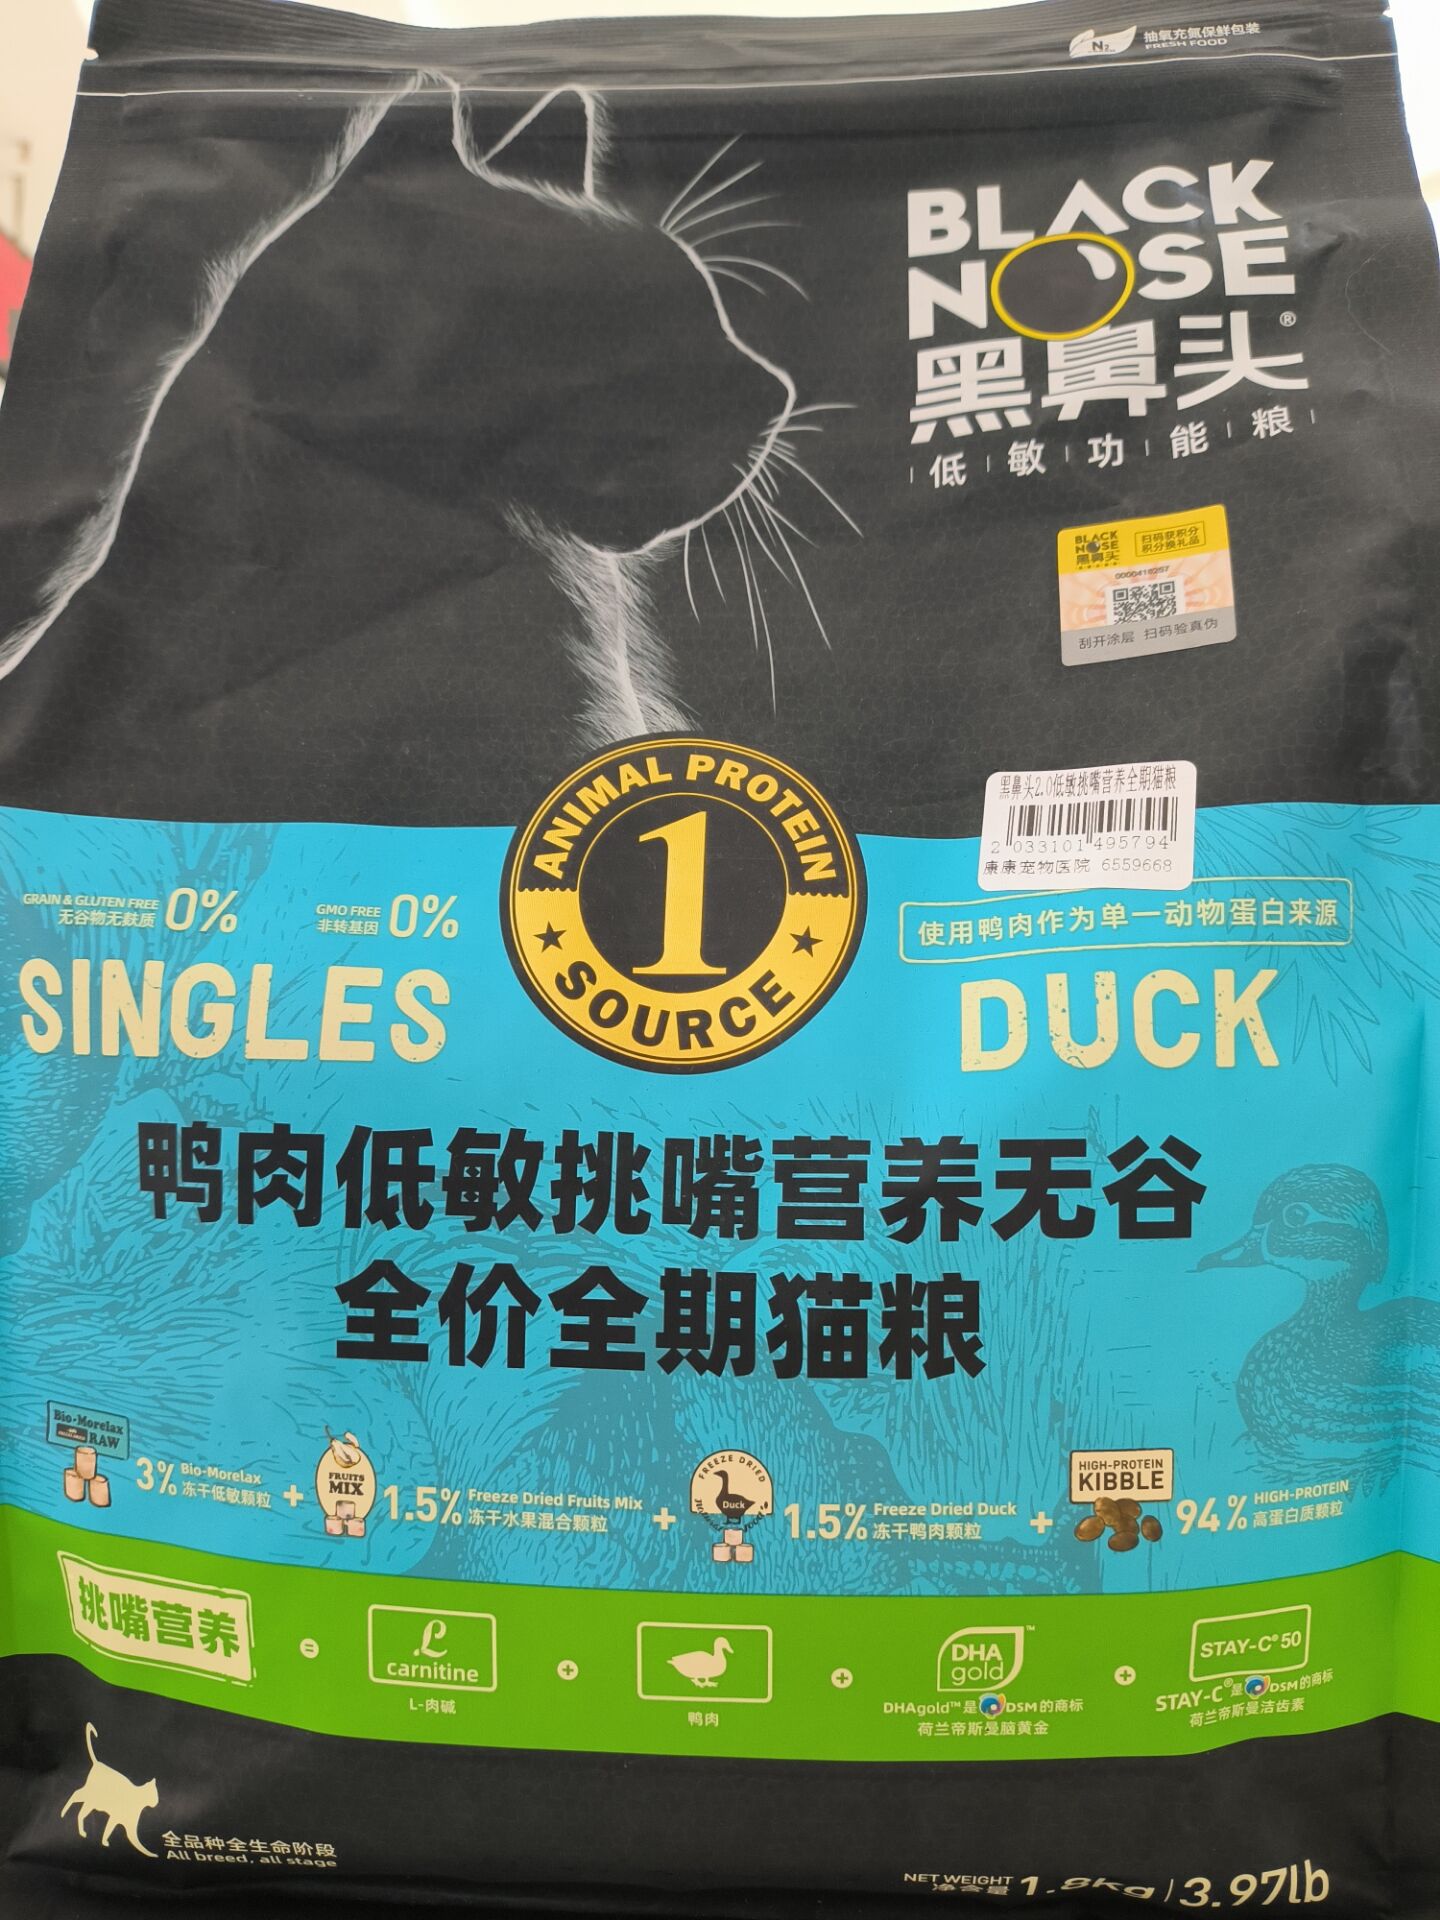 N2
抽氧充氮保鲜包装
FRESH FOOD
BLACK
NOSE
黑鼻头®
低敏功能粮
BLACK
NOSE
黑鼻头
扫码获积分
积分换礼品
0000418257
刮开涂层 扫码验真伪
黑鼻头2.0低敏挑嘴营养全期猫粮
2 033101 495794
康康宠物医院 6559668
ANIMAL PROTEIN
1
SOURCE
GRAIN & GLUTEN FREE
无谷物无麸质
0%
GMO FREE
非转基因
0%
使用鸭肉作为单一动物蛋白来源
SINGLES
DUCK
鸭肉低敏挑嘴营养无谷
全价全期猫粮
Bio-Morelax
RAW
3% Bio-Morelax
冻干低敏颗粒
+
FRUITS
MIX
1.5% Freeze Dried Fruits Mix
冻干水果混合颗粒
+
FREEZE DRIED
Duck
1.5% Freeze Dried Duck
冻干鸭肉颗粒
+
HIGH-PROTEIN
KIBBLE
94% HIGH-PROTEIN
高蛋白质颗粒
挑嘴营养
=
L
carnitine
L-肉碱
+
鸭肉
+
DHA
gold™
DHAgold™是DSM的商标
荷兰帝斯曼脑黄金
+
STAY-C®50
STAY-C®是DSM的商标
荷兰帝斯曼洁齿素
全品种全生命阶段
All breed, all stage
NET WEIGHT
净含量
1.8kg/3.97lb